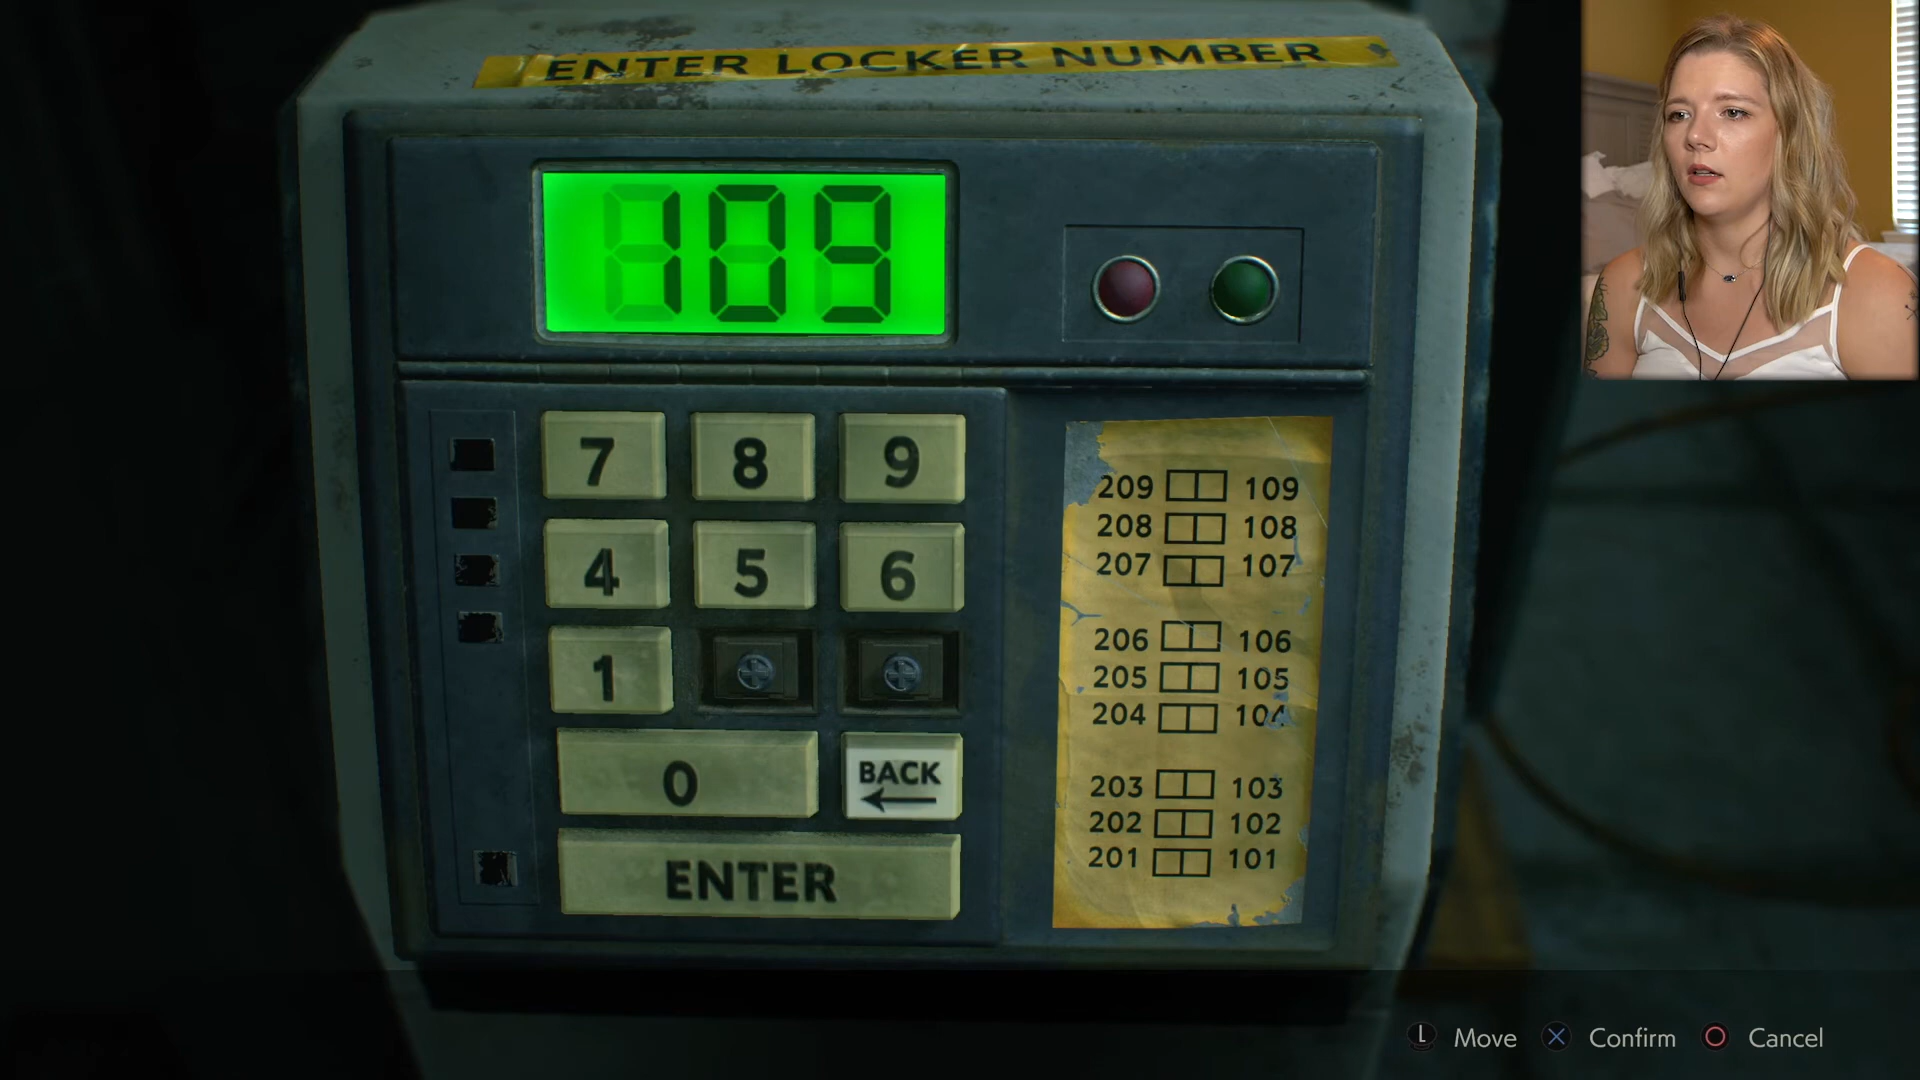 ENTER LOCKER NUMBER
109
7 8 9
4 5 6
1
0 BACK
ENTER
209 109
208 108
207 107
206 106
205 105
204 104
203 103
202 102
201 101
L Move Confirm Cancel